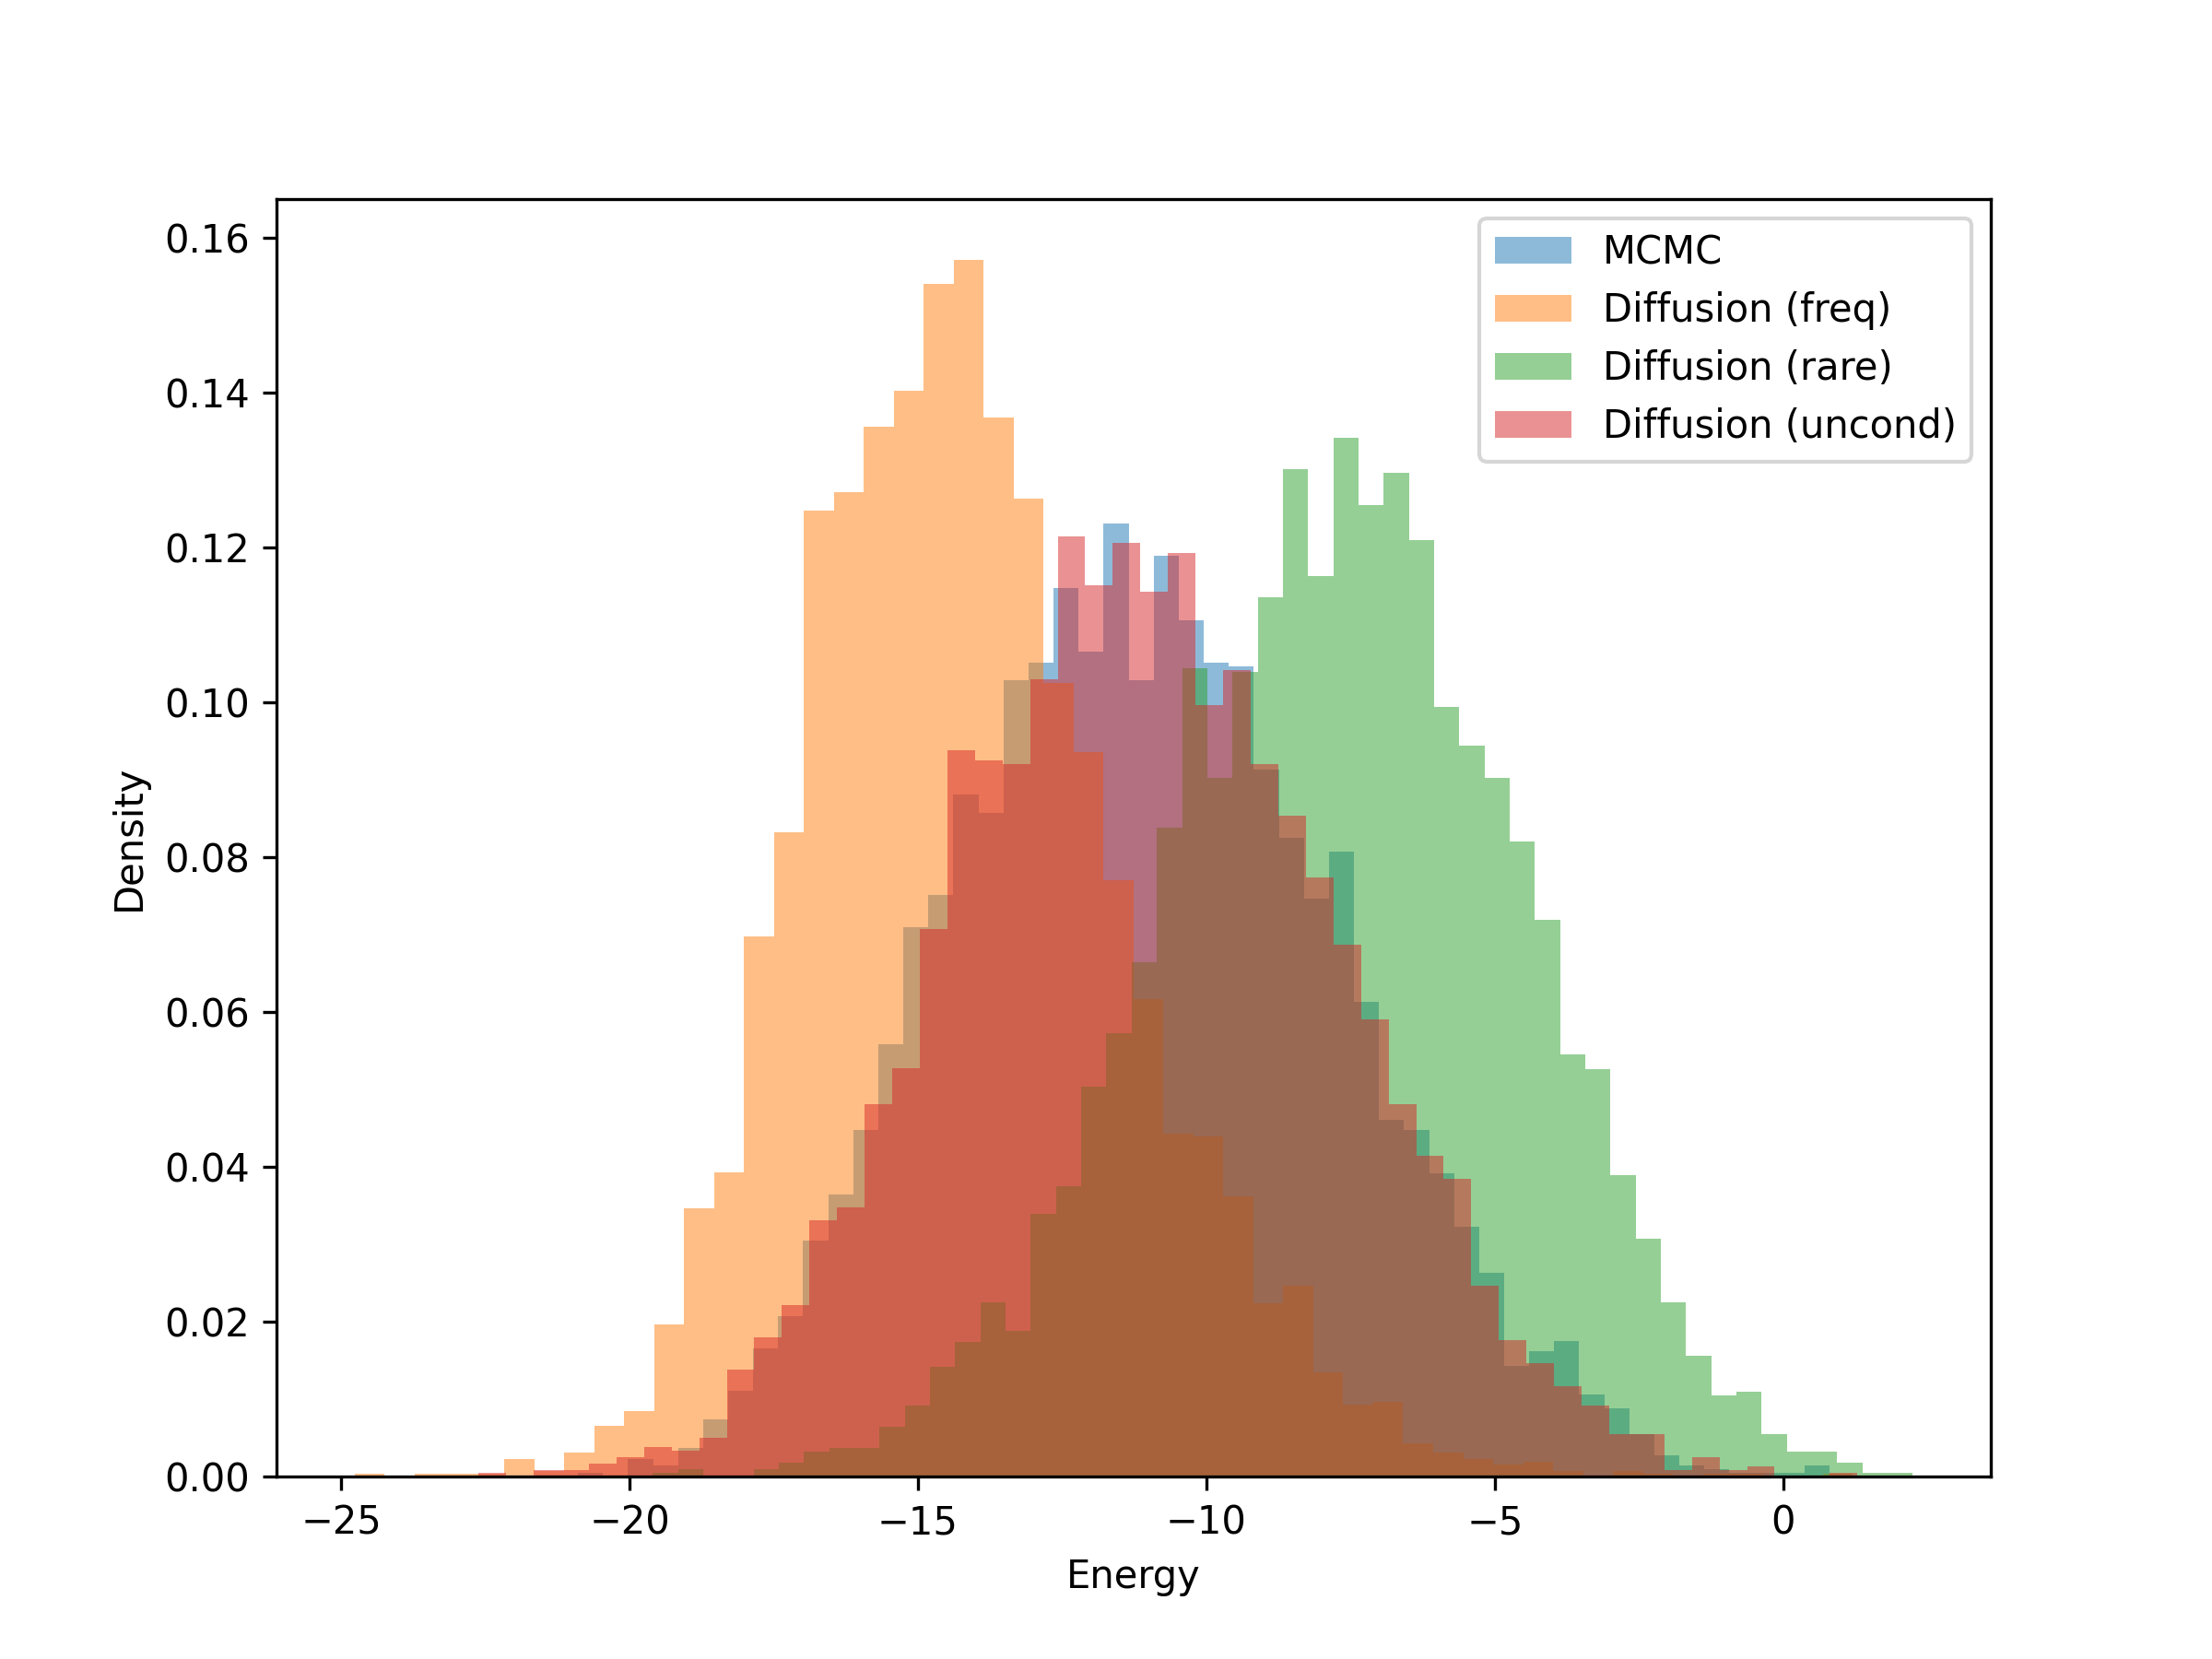 MCMC
Diffusion (freq)
Diffusion (rare)
Diffusion (uncond)
0.16
0.14
0.12
0.10
0.08
0.06
0.04
0.02
0.00
Density
−25 −20 −15 −10 −5 0
Energy